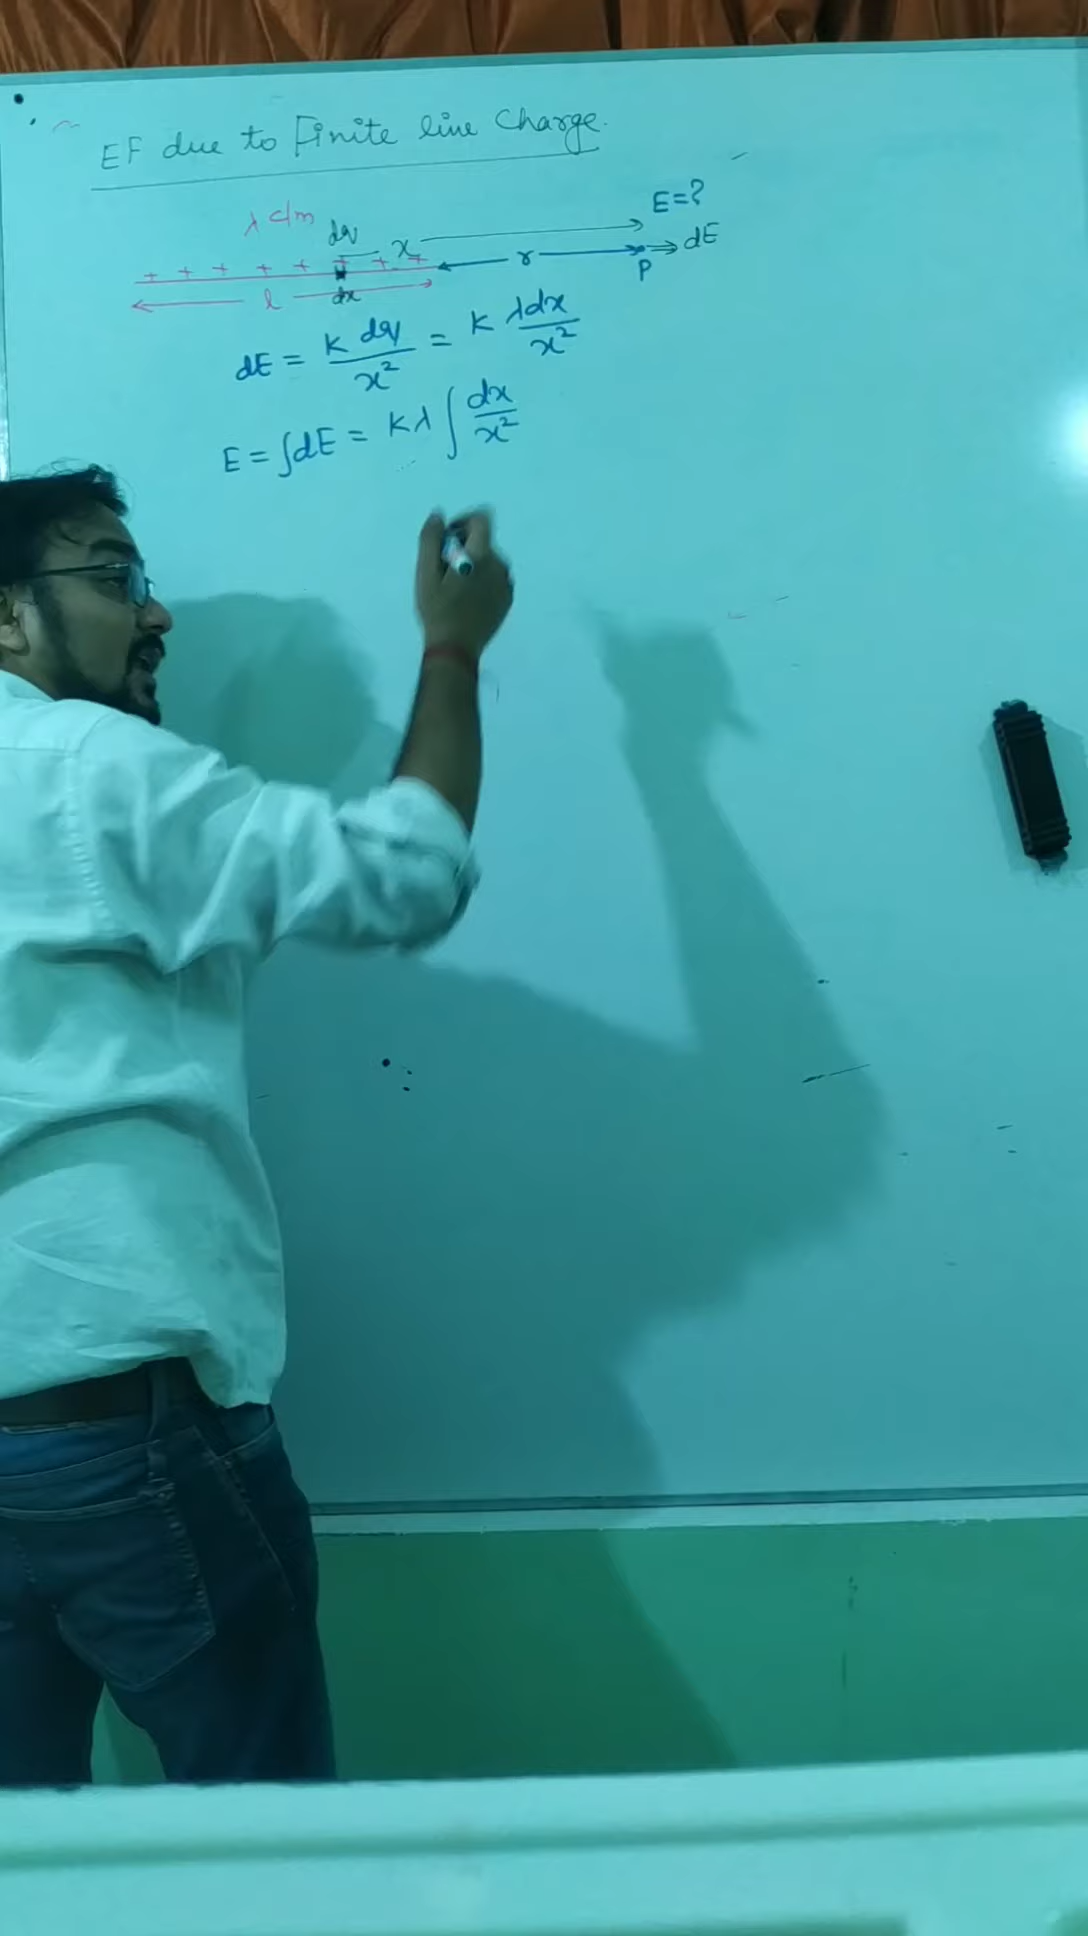 EF due to Finite line Charge.
λ c/m
E=?
dq
x
dE
+ + + + + + + +
r
P
l
dx
dE = k dq / x² = k λdx / x²
E = ∫dE = kλ ∫ dx / x²